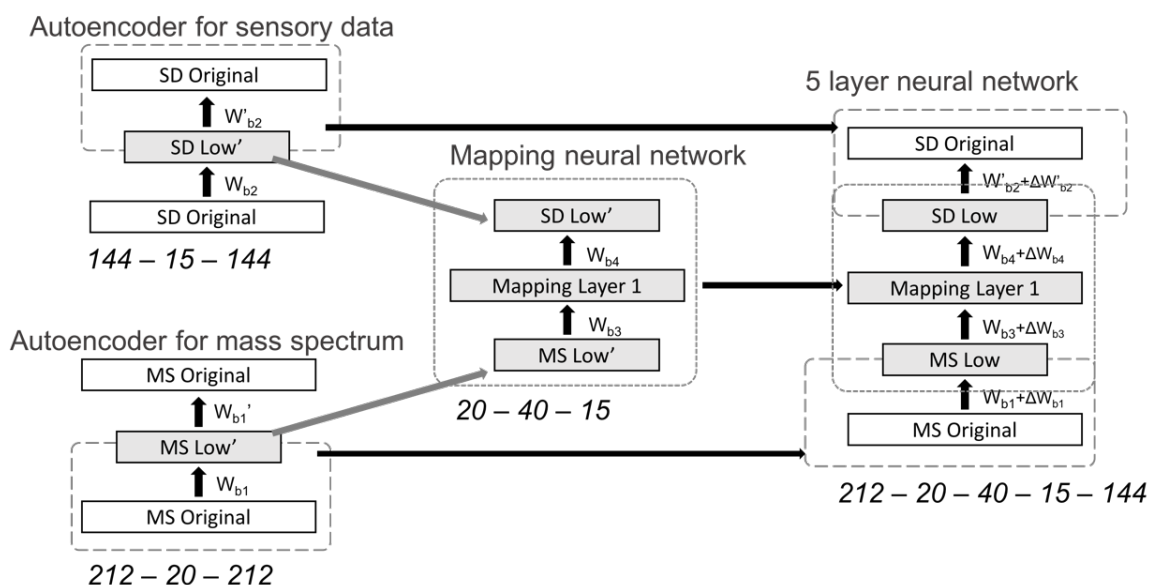 Autoencoder for sensory data
SD Original
W'b2
SD Low'
Wb2
SD Original
144 – 15 – 144
Autoencoder for mass spectrum
MS Original
Wb1'
MS Low'
Wb1
MS Original
212 – 20 – 212
Mapping neural network
SD Low'
Wb4
Mapping Layer 1
Wb3
MS Low'
20 – 40 – 15
5 layer neural network
SD Original
W'b2+ΔW'b2
SD Low
Wb4+ΔWb4
Mapping Layer 1
Wb3+ΔWb3
MS Low
Wb1+ΔWb1
MS Original
212 – 20 – 40 – 15 – 144